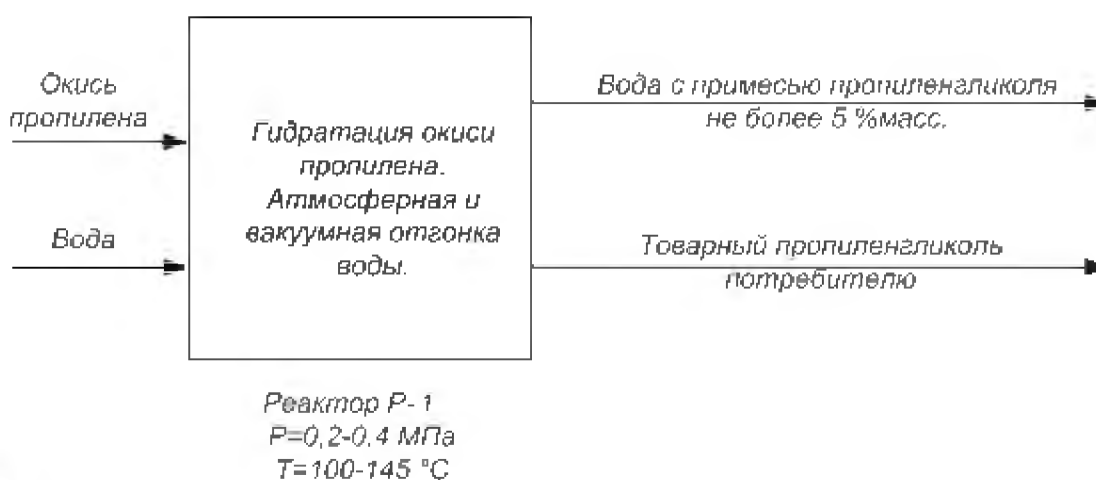 Окись
пропилена
Вода
Гидратация окиси
пропилена.
Атмосферная и
вакуумная отгонка
воды.
Вода с примесью пропиленгликоля
не более 5 %масс.
Товарный пропиленгликоль
потребителю
Реактор Р-1
Р=0,2-0,4 МПа
Т=100-145 °С